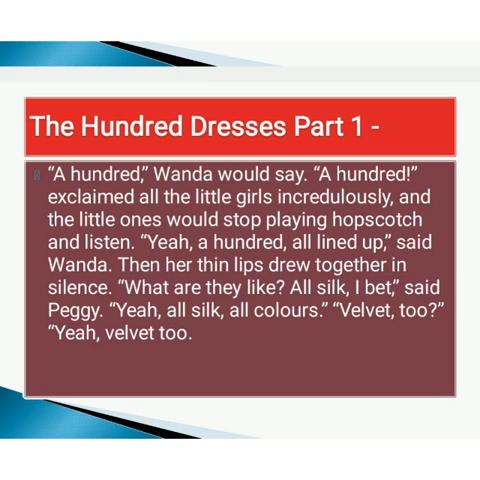 The Hundred Dresses Part 1 -
“A hundred,” Wanda would say. “A hundred!”
exclaimed all the little girls incredulously, and
the little ones would stop playing hopscotch
and listen. “Yeah, a hundred, all lined up,” said
Wanda. Then her thin lips drew together in
silence. “What are they like? All silk, I bet,” said
Peggy. “Yeah, all silk, all colours.” “Velvet, too?”
“Yeah, velvet too.